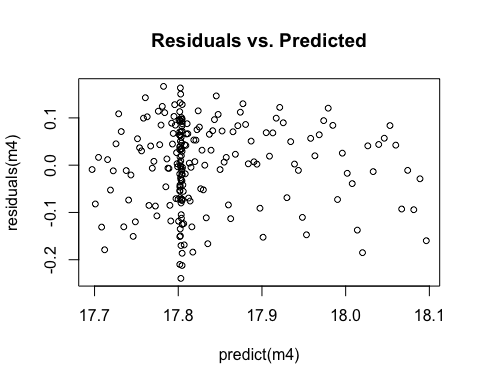 Residuals vs. Predicted
residuals(m4)
0.1
0.0
-0.1
-0.2
17.7 17.8 17.9 18.0 18.1
predict(m4)